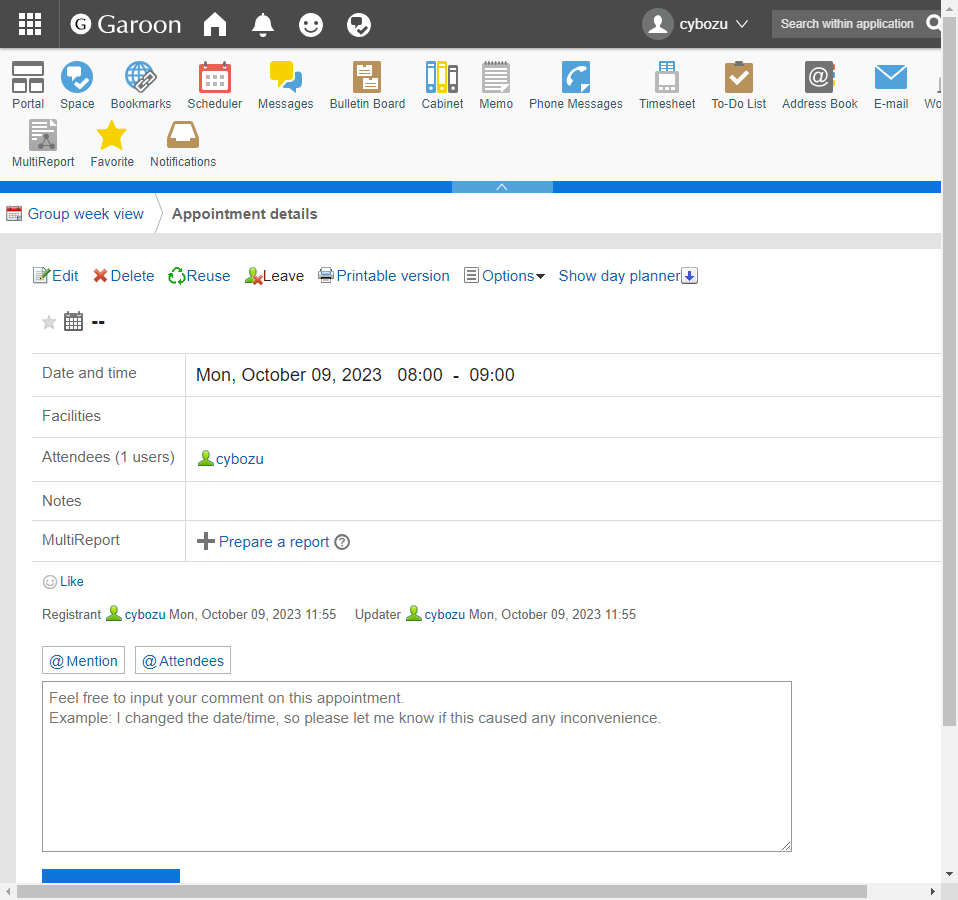 Garoon
cybozu
Search within application
Portal
Space
Bookmarks
Scheduler
Messages
Bulletin Board
Cabinet
Memo
Phone Messages
Timesheet
To-Do List
Address Book
E-mail
Wo
MultiReport
Favorite
Notifications
Group week view
Appointment details
Edit
Delete
Reuse
Leave
Printable version
Options
Show day planner
--
Date and time
Mon, October 09, 2023 08:00 - 09:00
Facilities
Attendees (1 users)
cybozu
Notes
MultiReport
Prepare a report
Like
Registrant cybozu Mon, October 09, 2023 11:55 Updater cybozu Mon, October 09, 2023 11:55
@Mention
@Attendees
Feel free to input your comment on this appointment.
Example: I changed the date/time, so please let me know if this caused any inconvenience.